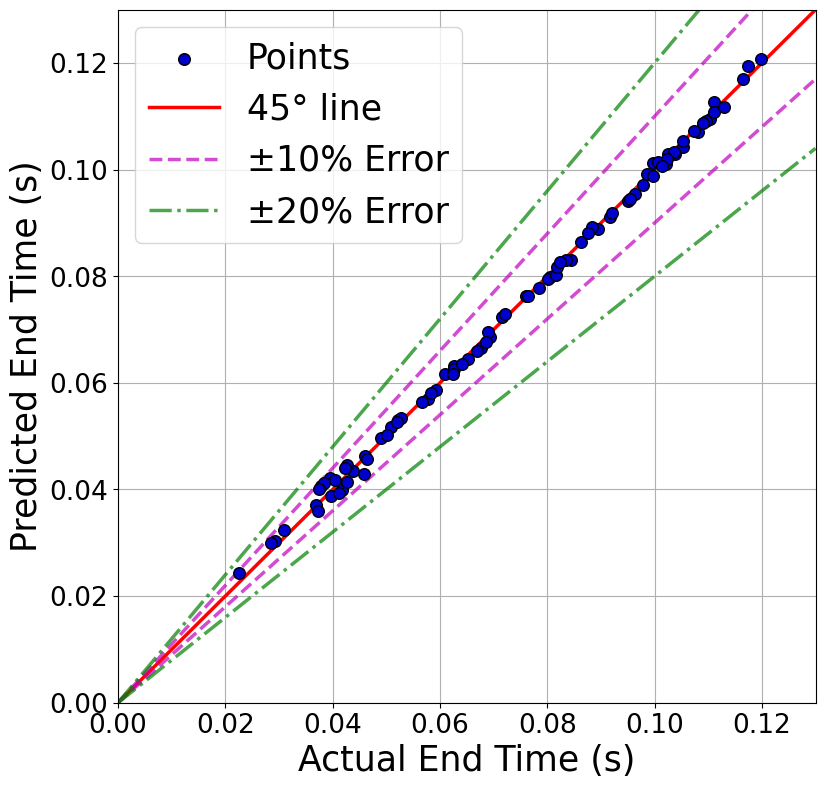 Points
45° line
±10% Error
±20% Error
Predicted End Time (s)
0.12
0.10
0.08
0.06
0.04
0.02
0.00
0.00 0.02 0.04 0.06 0.08 0.10 0.12
Actual End Time (s)